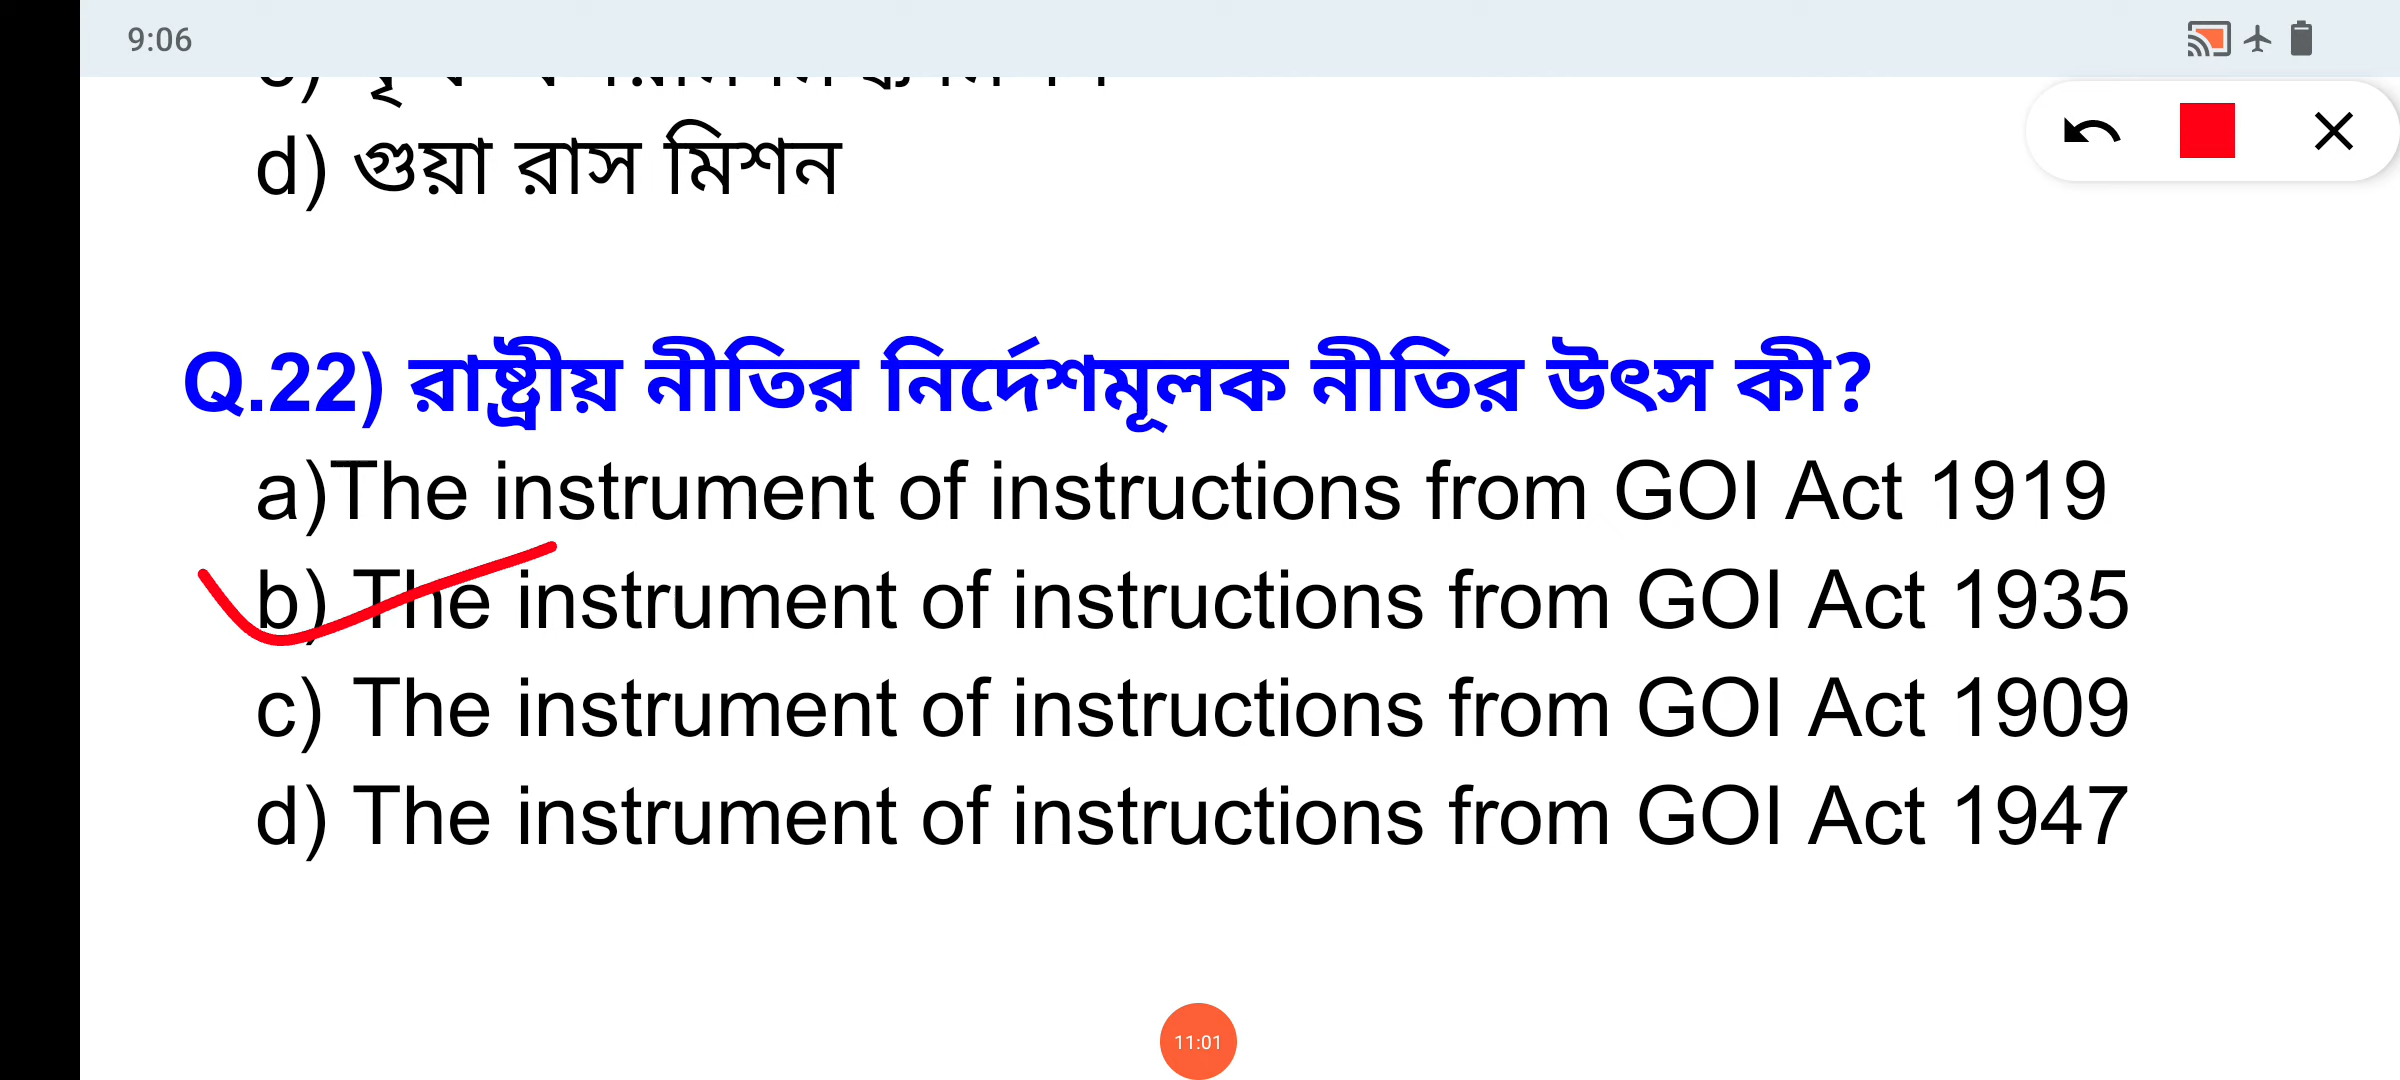 9:06
d) গুয়া রাস মিশন
Q.22) রাষ্ট্রীয় নীতির নির্দেশমূলক নীতির উৎস কী?
a)The instrument of instructions from GOI Act 1919
b) The instrument of instructions from GOI Act 1935
c) The instrument of instructions from GOI Act 1909
d) The instrument of instructions from GOI Act 1947
11:01